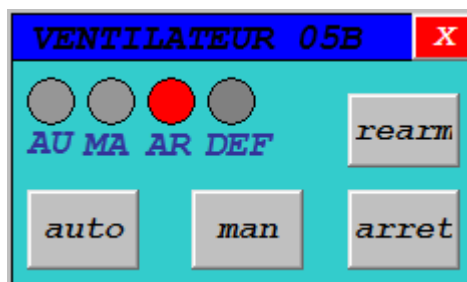 VENTILATEUR 05B X
AU MA AR DEF
rearm
auto man arret